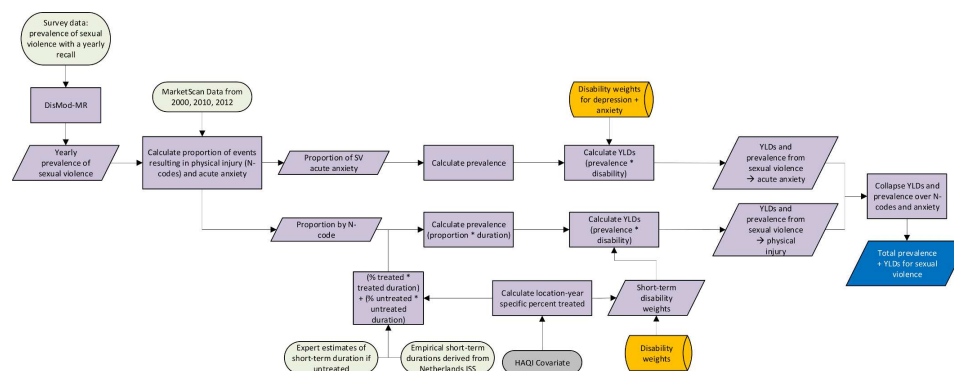 Survey data:
prevalence of sexual
violence with a yearly
recall
DisMod-MR
Yearly
prevalence of
sexual violence
MarketScan Data from
2000, 2010, 2012
Calculate proportion of events
resulting in physical injury (N-
codes) and acute anxiety
Proportion of SV
acute anxiety
Calculate prevalence
Disability weights
for depression +
anxiety
Calculate YLDs
(prevalence *
disability)
YLDs and
prevalence from
sexual violence
→ acute anxiety
Proportion by N-
code
Calculate prevalence
(proportion * duration)
Calculate YLDs
(prevalence *
disability)
YLDs and
prevalence from
sexual violence
→ physical
injury
Collapse YLDs and
prevalence over N-
codes and anxiety
Total prevalence
+ YLDs for sexual
violence
(% treated *
treated duration)
+ (% untreated *
untreated
duration)
Calculate location-year
specific percent treated
Short-term
disability
weights
Expert estimates of
short-term duration if
untreated
Empirical short-term
durations derived from
Netherlands ISS
HAQI Covariate
Disability
weights